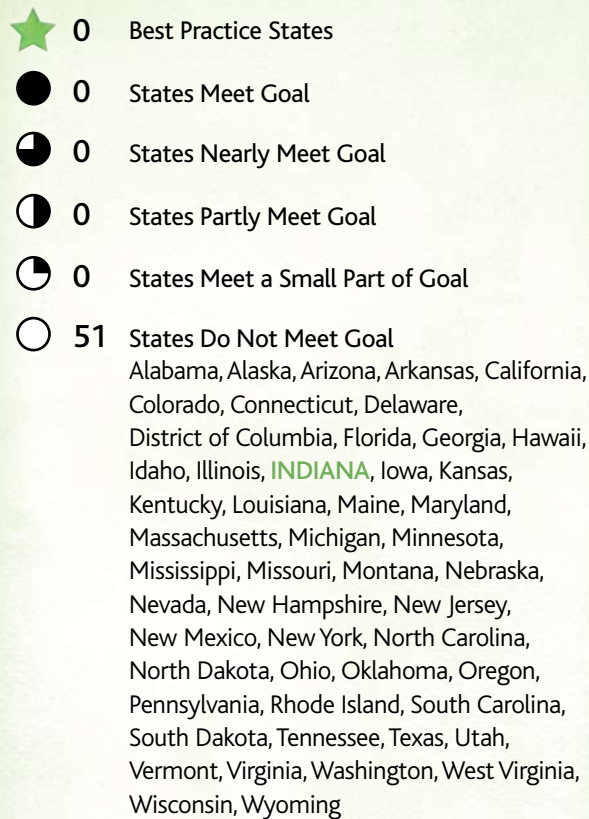 0 Best Practice States
0 States Meet Goal
0 States Nearly Meet Goal
0 States Partly Meet Goal
0 States Meet a Small Part of Goal
51 States Do Not Meet Goal
Alabama, Alaska, Arizona, Arkansas, California,
Colorado, Connecticut, Delaware,
District of Columbia, Florida, Georgia, Hawaii,
Idaho, Illinois, INDIANA, Iowa, Kansas,
Kentucky, Louisiana, Maine, Maryland,
Massachusetts, Michigan, Minnesota,
Mississippi, Missouri, Montana, Nebraska,
Nevada, New Hampshire, New Jersey,
New Mexico, New York, North Carolina,
North Dakota, Ohio, Oklahoma, Oregon,
Pennsylvania, Rhode Island, South Carolina,
South Dakota, Tennessee, Texas, Utah,
Vermont, Virginia, Washington, West Virginia,
Wisconsin, Wyoming